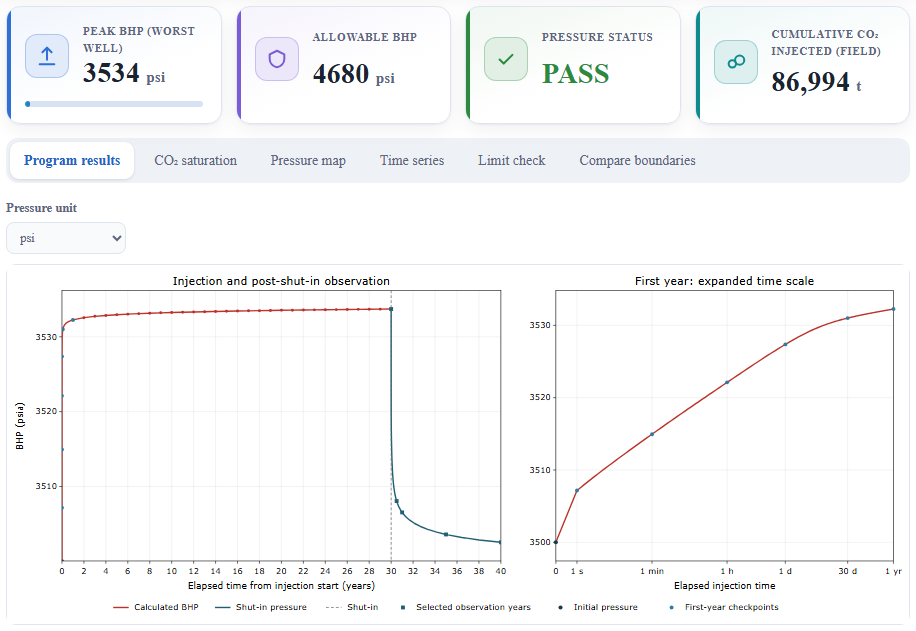 PEAK BHP (WORST
WELL)
3534 psi
ALLOWABLE BHP
4680 psi
PRESSURE STATUS
PASS
CUMULATIVE CO₂
INJECTED (FIELD)
86,994 t
Program results CO₂ saturation Pressure map Time series Limit check Compare boundaries
Pressure unit
psi
Injection and post-shut-in observation
3530
3520
3510
BHP (psia)
0 2 4 6 8 10 12 14 16 18 20 22 24 26 28 30 32 34 36 38 40
Elapsed time from injection start (years)
First year: expanded time scale
3530
3520
3510
3500
0 1 s 1 min 1 h 1 d 30 d 1 yr
Elapsed injection time
Calculated BHP Shut-in pressure Shut-in Selected observation years Initial pressure First-year checkpoints